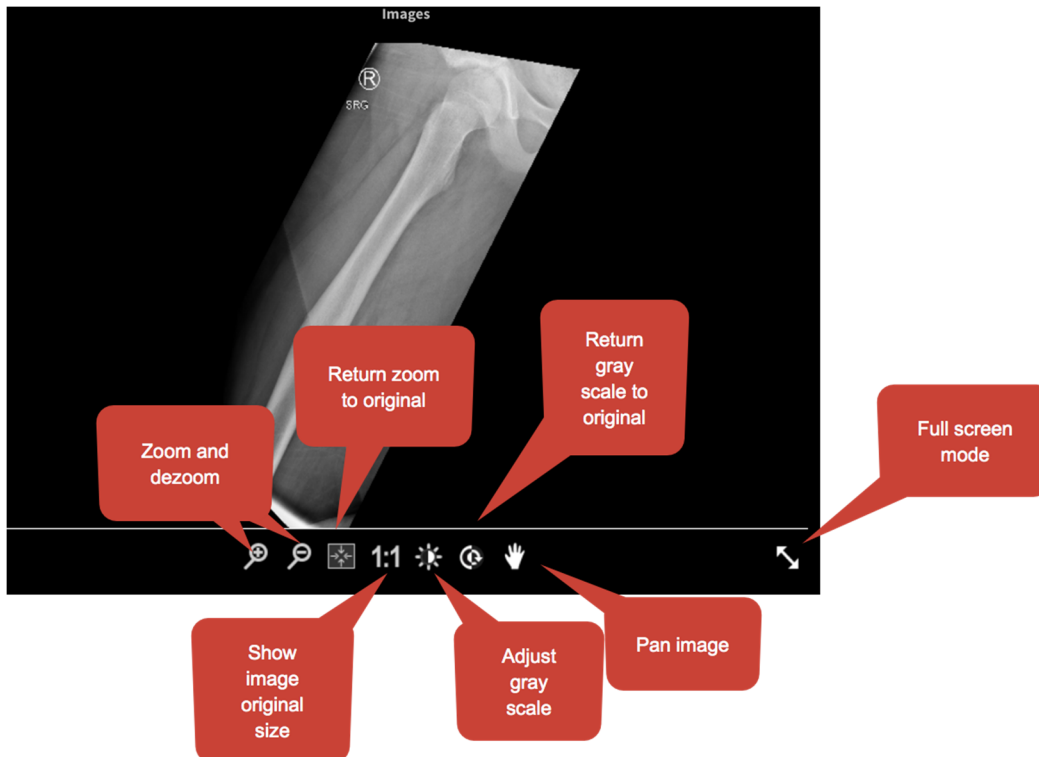 Images
R
SRG
Return
gray
scale to
original
Return zoom
to original
Full screen
mode
Zoom and
dezoom
1:1
Show
image
original
size
Adjust
gray
scale
Pan image